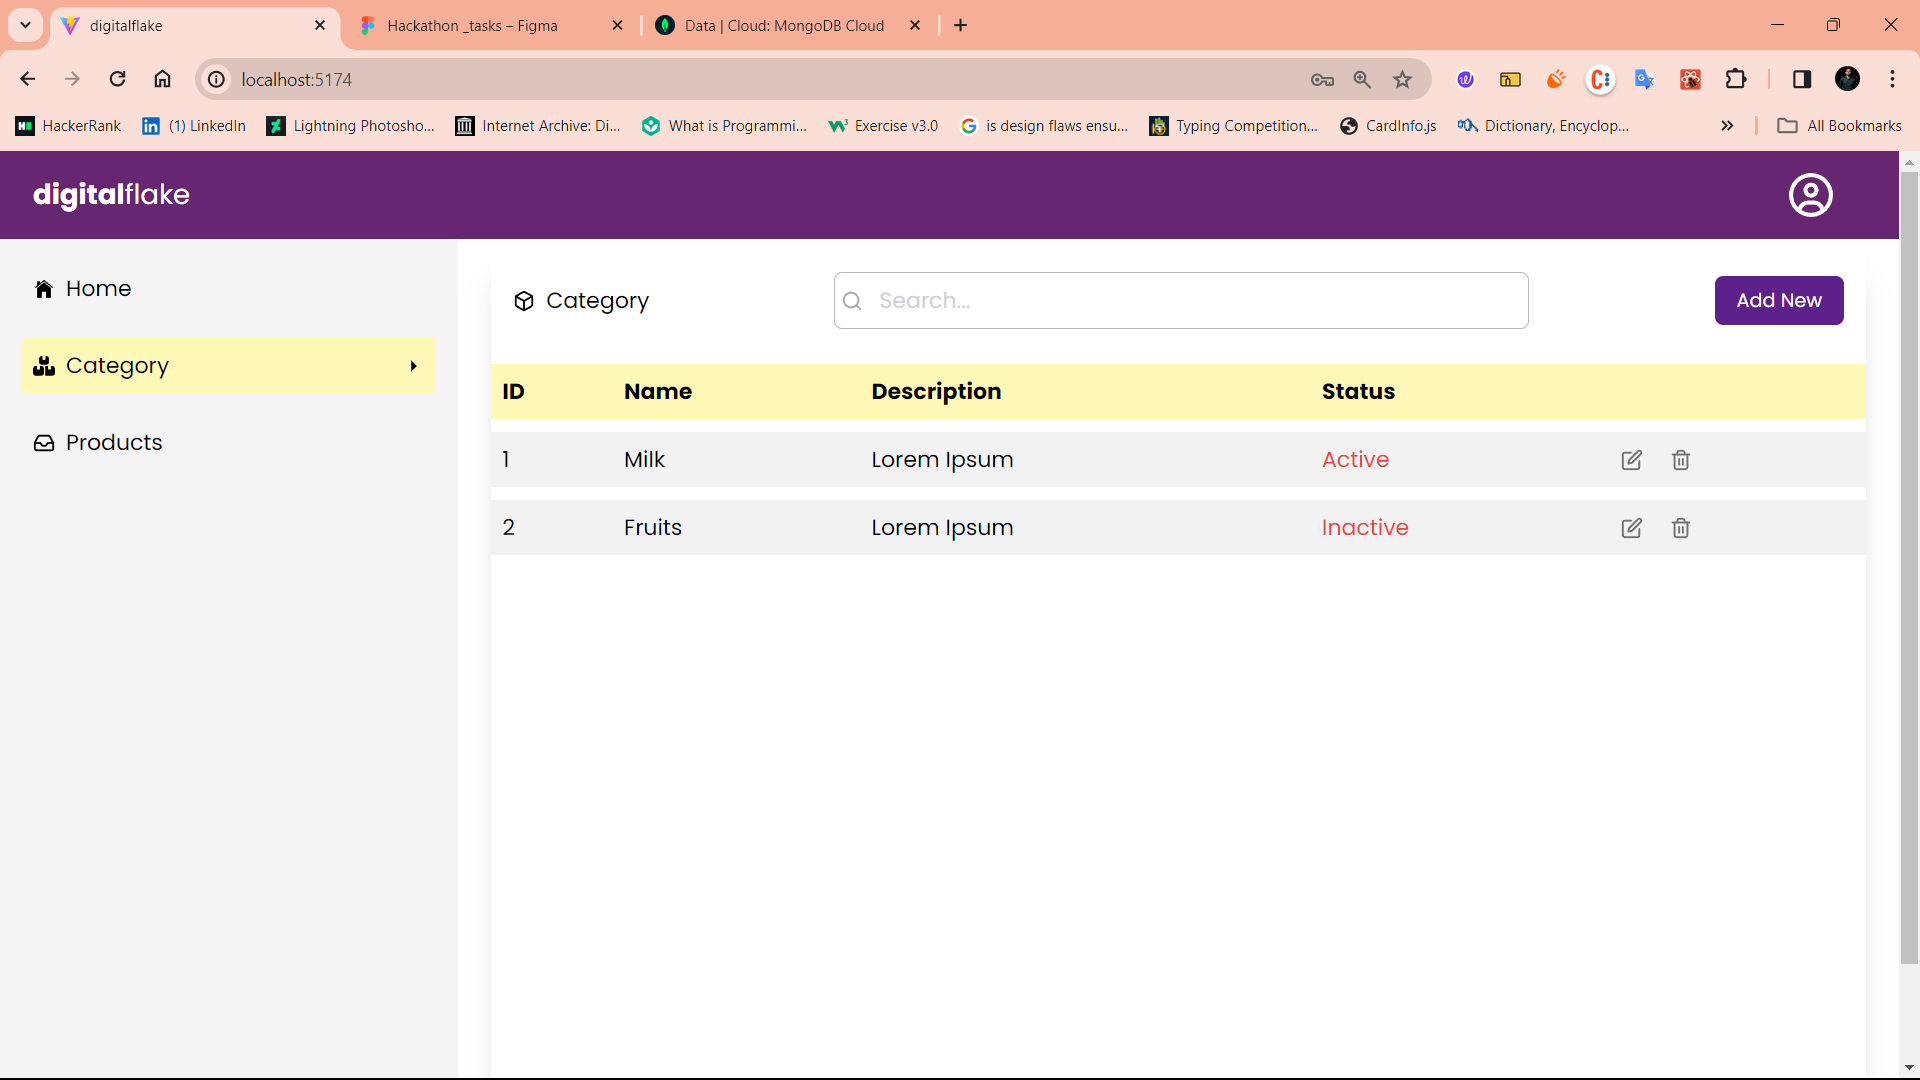 digitalflake
Hackathon _tasks – Figma
Data | Cloud: MongoDB Cloud
localhost:5174
HackerRank
(1) LinkedIn
Lightning Photosho...
Internet Archive: Di...
What is Programmi...
Exercise v3.0
is design flaws ensu...
Typing Competition...
CardInfo.js
Dictionary, Encyclop...
All Bookmarks
digitalflake
Home
Category
Products
Category
Search...
Add New
ID Name Description Status
1 Milk Lorem Ipsum Active
2 Fruits Lorem Ipsum Inactive